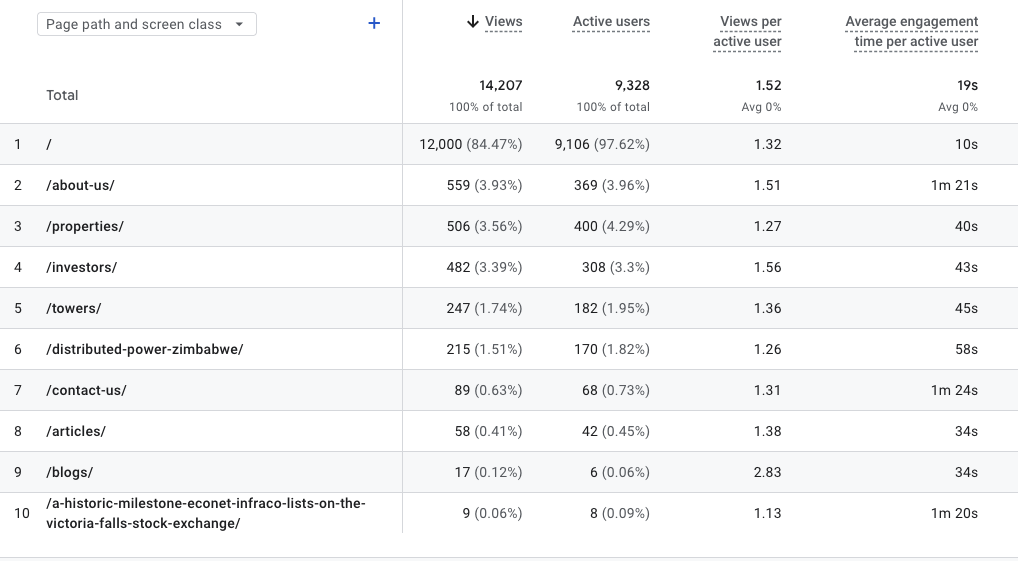 Page path and screen class
Views
Active users
Views per
active user
Average engagement
time per active user
Total
14,207
100% of total
9,328
100% of total
1.52
Avg 0%
19s
Avg 0%
1 / 12,000 (84.47%) 9,106 (97.62%) 1.32 10s
2 /about-us/ 559 (3.93%) 369 (3.96%) 1.51 1m 21s
3 /properties/ 506 (3.56%) 400 (4.29%) 1.27 40s
4 /investors/ 482 (3.39%) 308 (3.3%) 1.56 43s
5 /towers/ 247 (1.74%) 182 (1.95%) 1.36 45s
6 /distributed-power-zimbabwe/ 215 (1.51%) 170 (1.82%) 1.26 58s
7 /contact-us/ 89 (0.63%) 68 (0.73%) 1.31 1m 24s
8 /articles/ 58 (0.41%) 42 (0.45%) 1.38 34s
9 /blogs/ 17 (0.12%) 6 (0.06%) 2.83 34s
10 /a-historic-milestone-econet-infraco-lists-on-the-
victoria-falls-stock-exchange/ 9 (0.06%) 8 (0.09%) 1.13 1m 20s